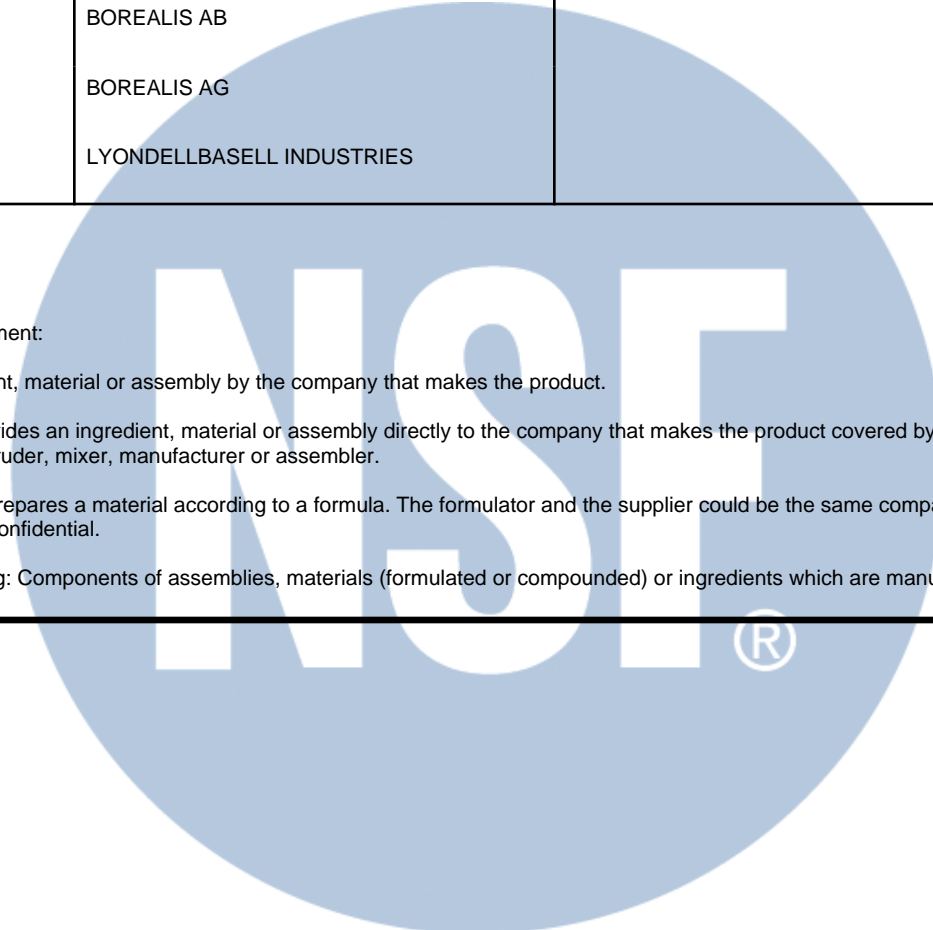 BOREALIS AB
BOREALIS AG
LYONDELLBASELL INDUSTRIES
NSF
ment:
nt, material or assembly by the company that makes the product.
vides an ingredient, material or assembly directly to the company that makes the product covered by
ruder, mixer, manufacturer or assembler.
repares a material according to a formula. The formulator and the supplier could be the same compa
onfidential.
g: Components of assemblies, materials (formulated or compounded) or ingredients which are manu
®